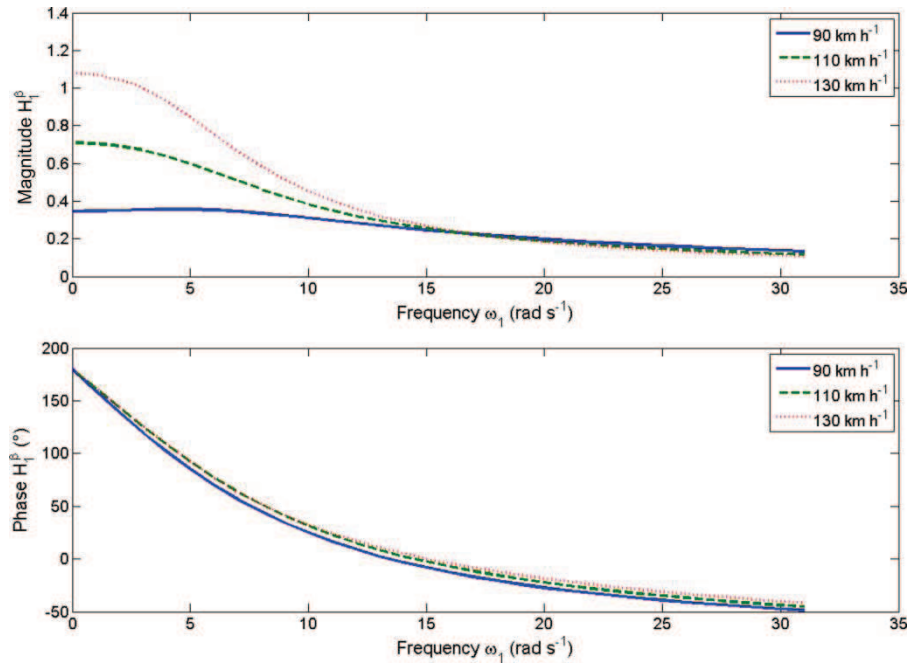 1.4
1.2
1
0.8
0.6
0.4
0.2
0
Magnitude H₁ᵝ
90 km h⁻¹
110 km h⁻¹
130 km h⁻¹
0 5 10 15 20 25 30 35
Frequency ω₁ (rad s⁻¹)
200
150
100
50
0
-50
Phase H₁ᵝ (°)
90 km h⁻¹
110 km h⁻¹
130 km h⁻¹
0 5 10 15 20 25 30 35
Frequency ω₁ (rad s⁻¹)